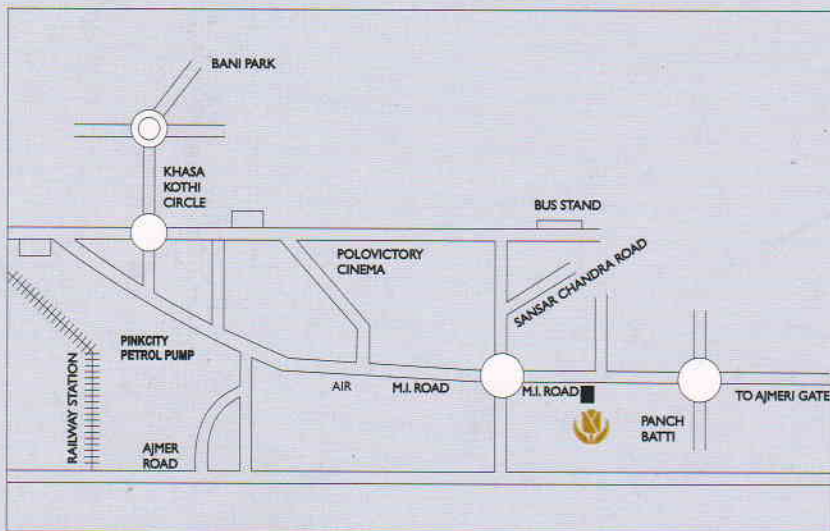 BANI PARK
KHASA
KOTHI
CIRCLE
BUS STAND
POLOVICTORY
CINEMA
SANSAR CHANDRA ROAD
PINKCITY
PETROL PUMP
RAILWAY STATION
AIR
M.I. ROAD
M.I. ROAD
TO AJMERI GATE
PANCH
BATTI
AJMER
ROAD